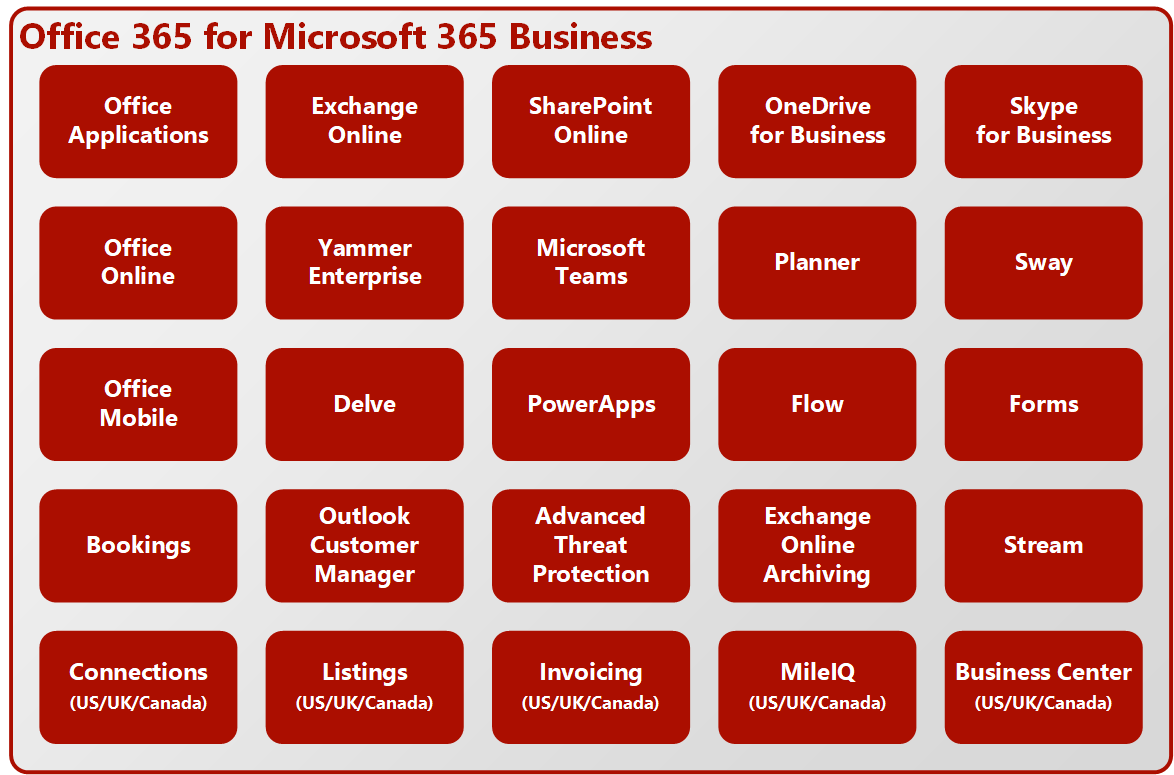 Office 365 for Microsoft 365 Business
Office
Applications
Exchange
Online
SharePoint
Online
OneDrive
for Business
Skype
for Business
Office
Online
Yammer
Enterprise
Microsoft
Teams
Planner
Sway
Office
Mobile
Delve
PowerApps
Flow
Forms
Bookings
Outlook
Customer
Manager
Advanced
Threat
Protection
Exchange
Online
Archiving
Stream
Connections
(US/UK/Canada)
Listings
(US/UK/Canada)
Invoicing
(US/UK/Canada)
MileIQ
(US/UK/Canada)
Business Center
(US/UK/Canada)